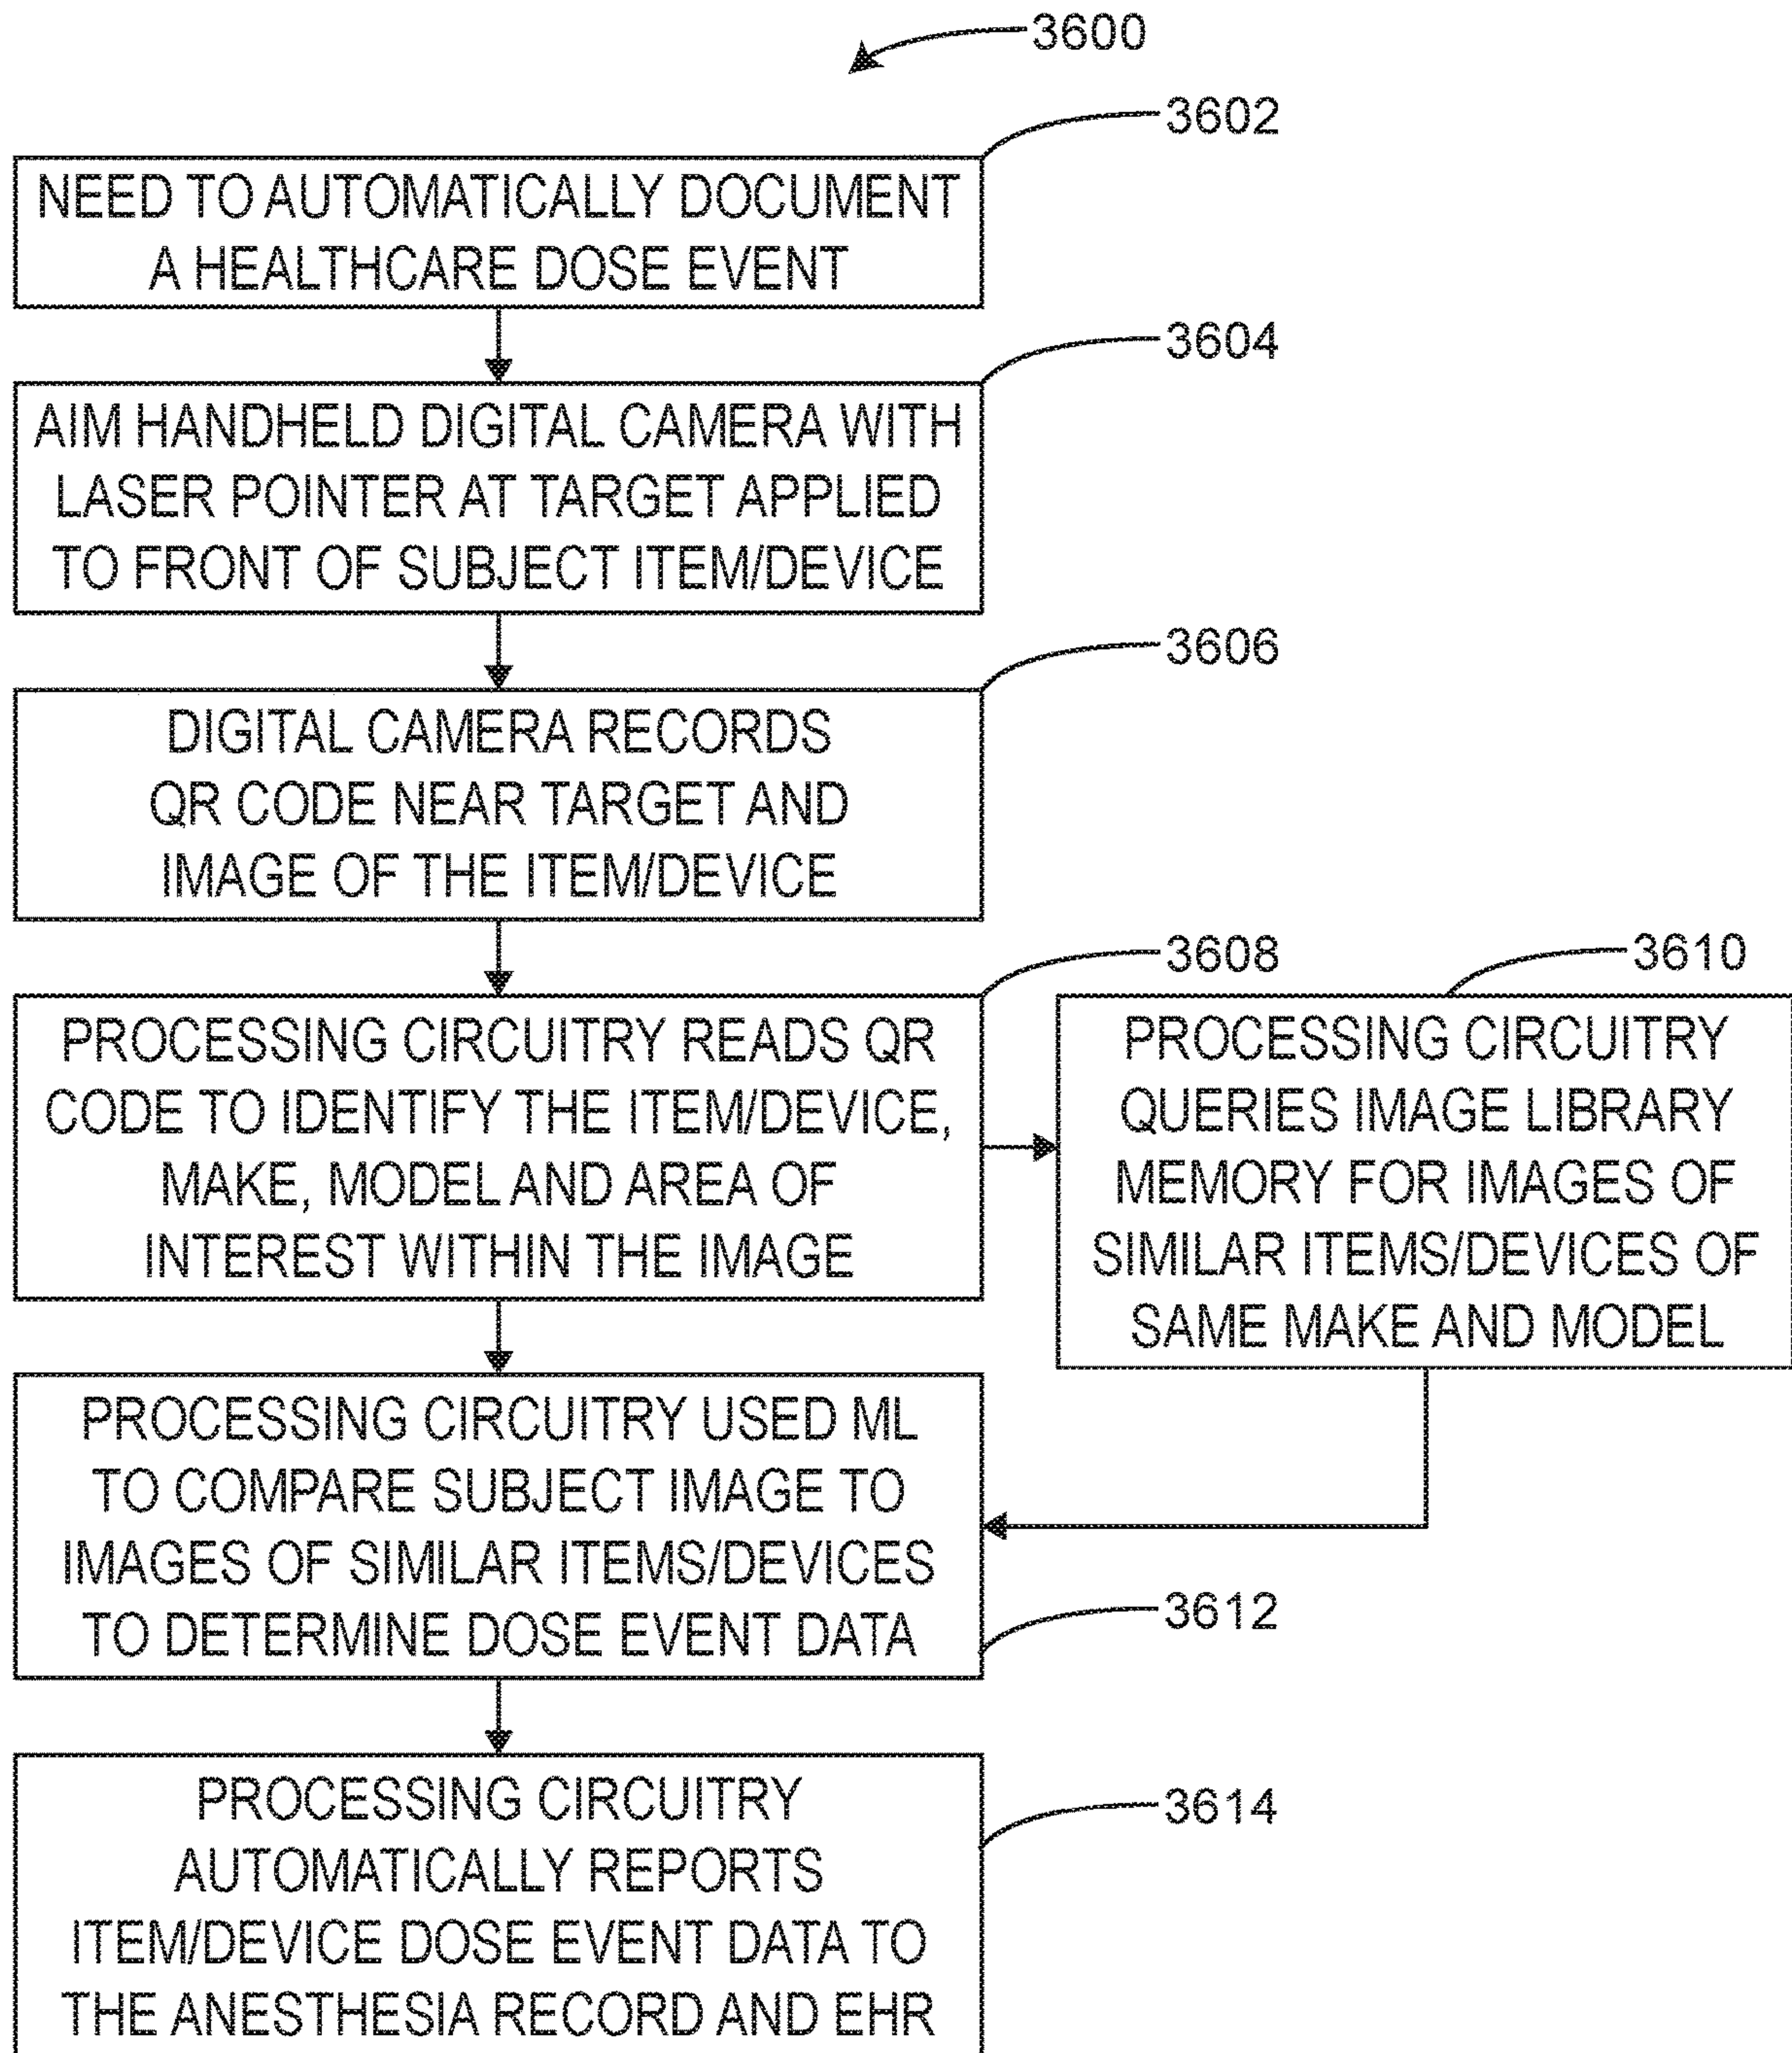 3600
3602
NEED TO AUTOMATICALLY DOCUMENT
A HEALTHCARE DOSE EVENT
3604
AIM HANDHELD DIGITAL CAMERA WITH
LASER POINTER AT TARGET APPLIED
TO FRONT OF SUBJECT ITEM/DEVICE
3606
DIGITAL CAMERA RECORDS
QR CODE NEAR TARGET AND
IMAGE OF THE ITEM/DEVICE
3608
PROCESSING CIRCUITRY READS QR
CODE TO IDENTIFY THE ITEM/DEVICE,
MAKE, MODEL AND AREA OF
INTEREST WITHIN THE IMAGE
3610
PROCESSING CIRCUITRY
QUERIES IMAGE LIBRARY
MEMORY FOR IMAGES OF
SIMILAR ITEMS/DEVICES OF
SAME MAKE AND MODEL
PROCESSING CIRCUITRY USED ML
TO COMPARE SUBJECT IMAGE TO
IMAGES OF SIMILAR ITEMS/DEVICES
TO DETERMINE DOSE EVENT DATA
3612
PROCESSING CIRCUITRY
AUTOMATICALLY REPORTS
ITEM/DEVICE DOSE EVENT DATA TO
THE ANESTHESIA RECORD AND EHR
3614